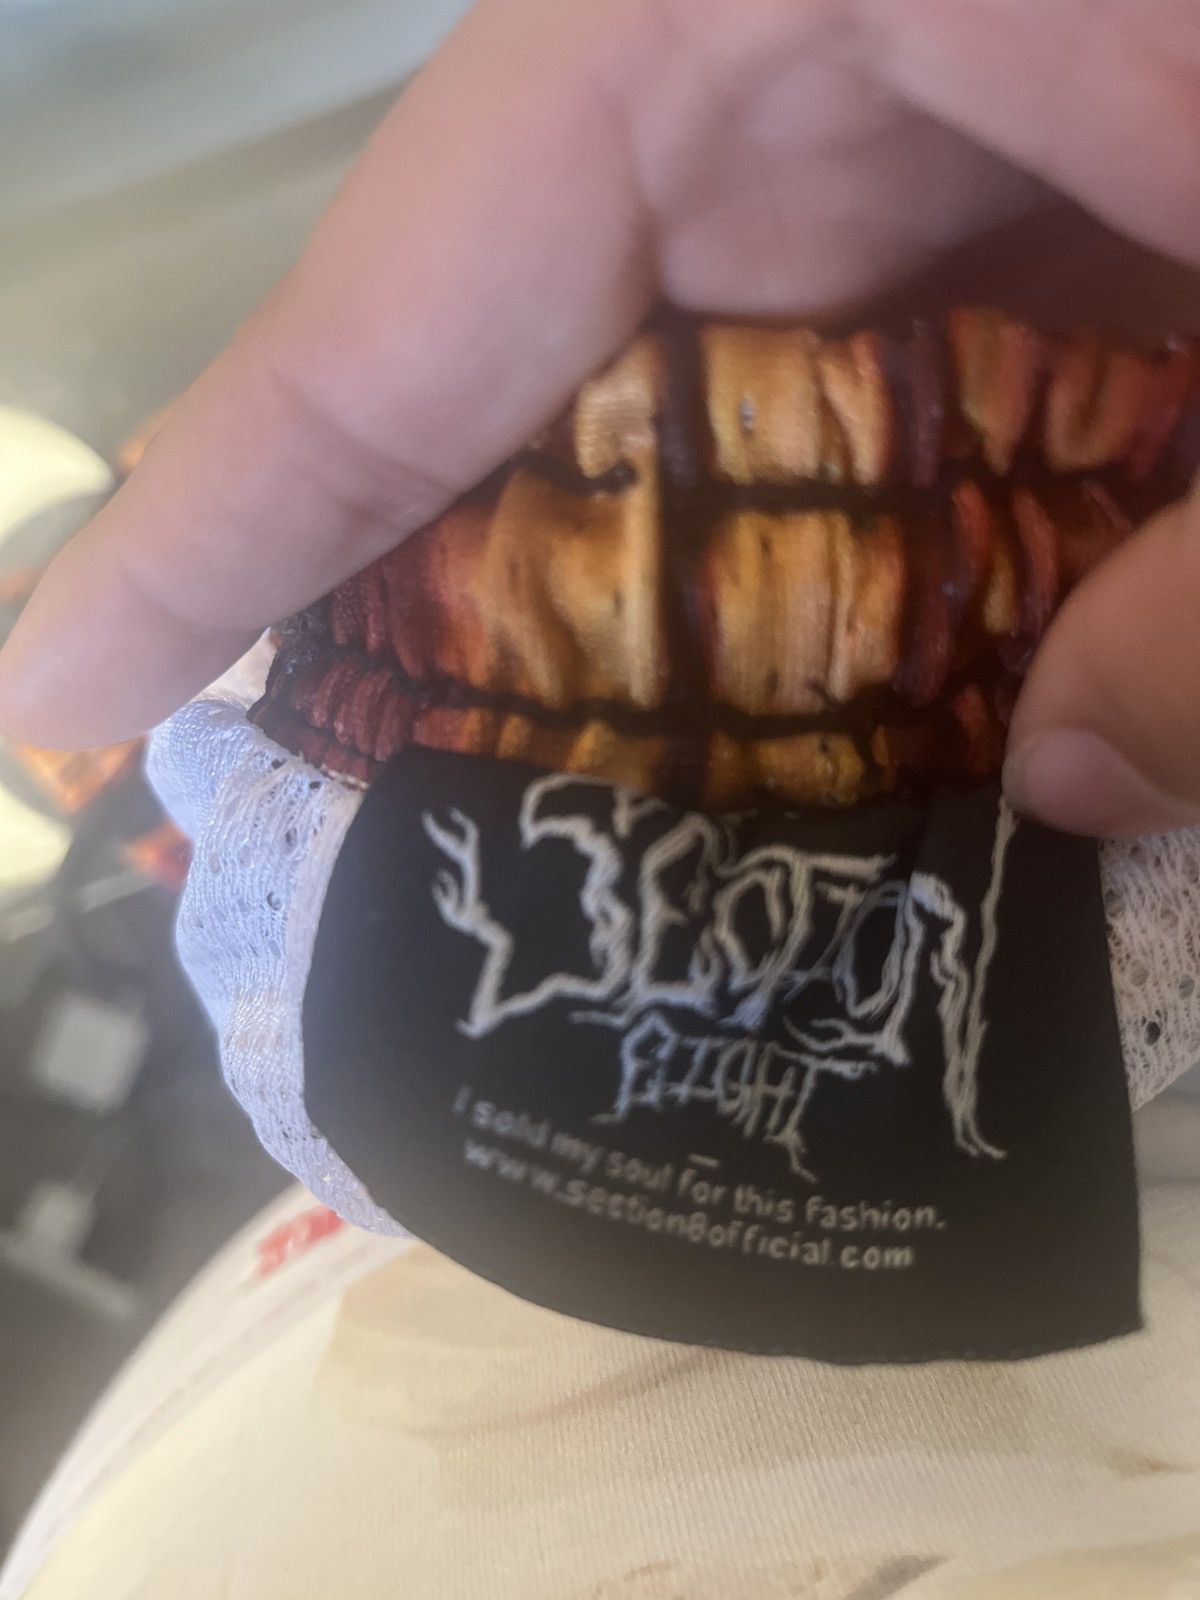 SECTION
EIGHT
I sold my soul for this fashion.
www.section8official.com